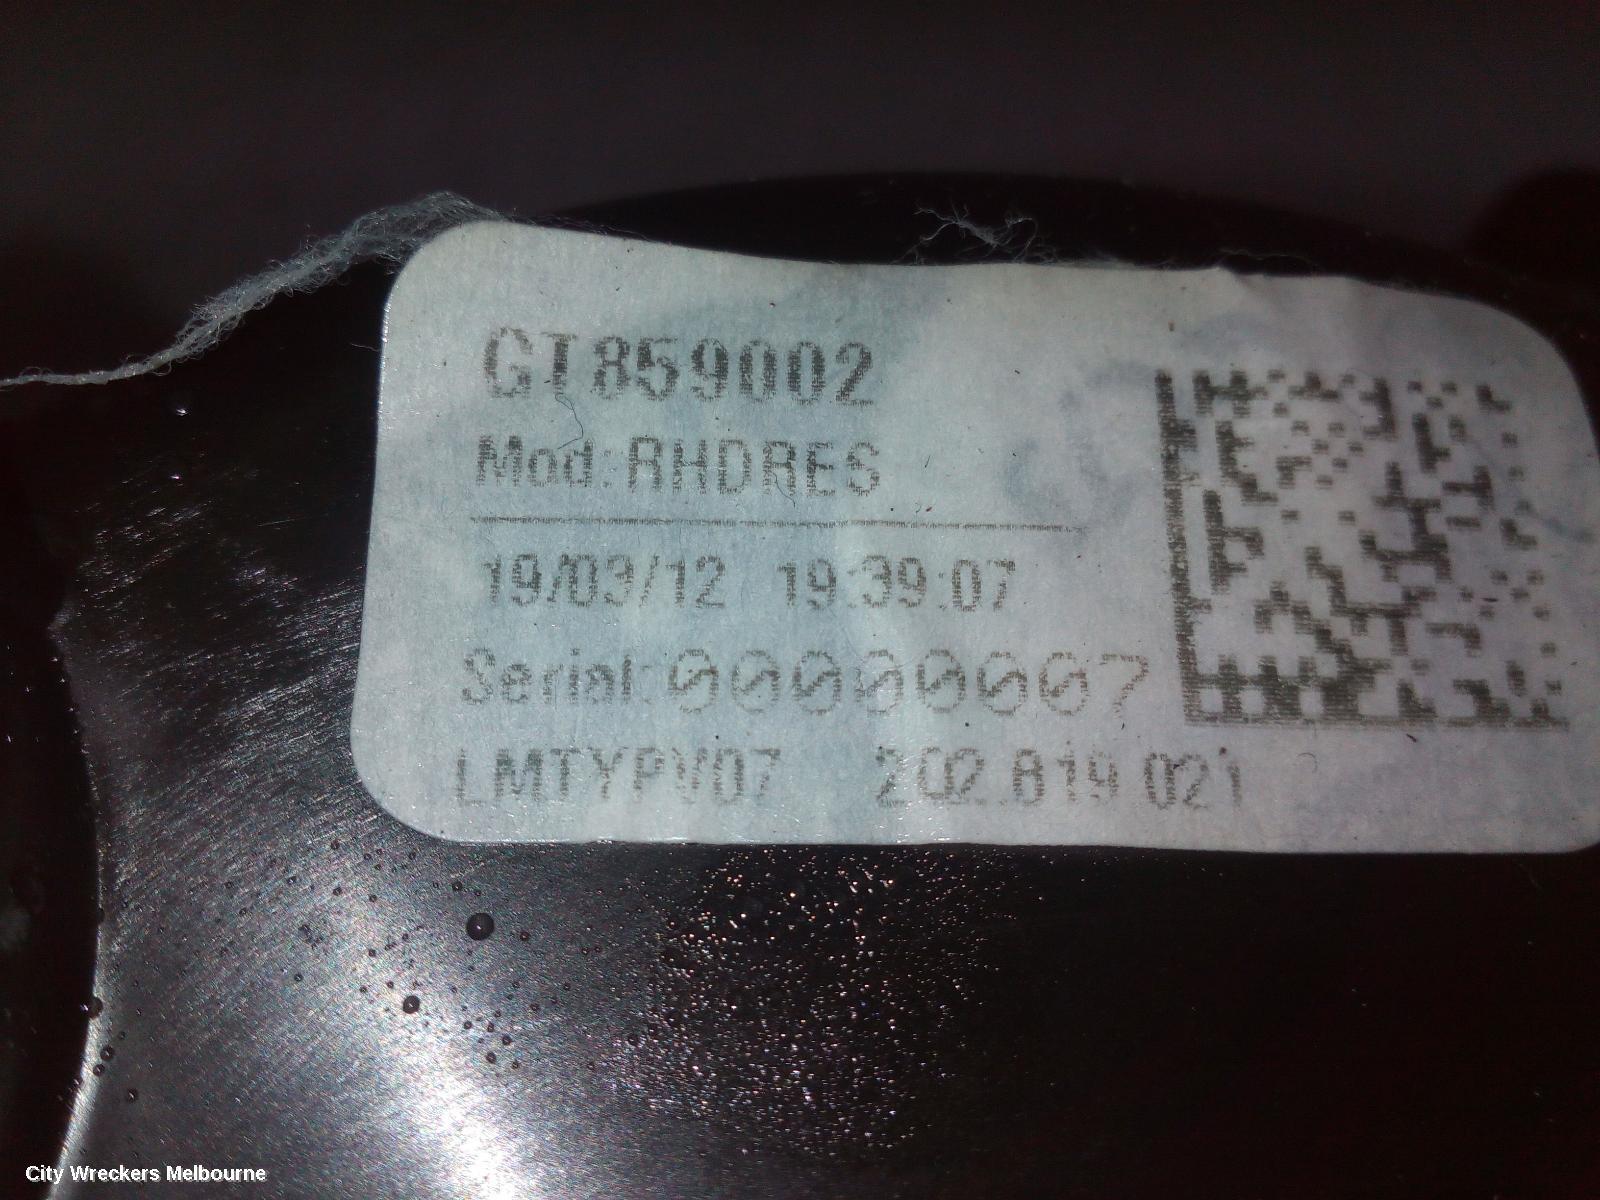 GT859002
Mod:RHDRES
19/03/12 19:39:07
Serial:00000007
LMTYPV07 202.819 021
City Wreckers Melbourne